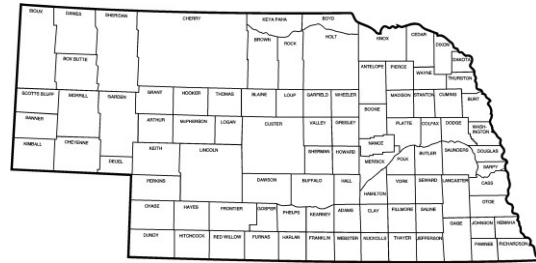 SIOUX DAWES SHERIDAN CHERRY KEYA PAHA BOYD
BROWN ROCK HOLT KNOX CEDAR DIXON
DAKOTA
BOX BUTTE ANTELOPE PIERCE WAYNE THURSTON
SCOTTS BLUFF MORRILL GARDEN GRANT HOOKER THOMAS BLAINE LOUP GARFIELD WHEELER BOONE MADISON STANTON CUMING BURT
BANNER ARTHUR McPHERSON LOGAN CUSTER VALLEY GREELEY PLATTE COLFAX DODGE WASH-
INGTON
KIMBALL CHEYENNE DEUEL KEITH LINCOLN SHERMAN HOWARD NANCE
MERRICK POLK BUTLER SAUNDERS DOUGLAS
SARPY
PERKINS DAWSON BUFFALO HALL HAMILTON YORK SEWARD LANCASTER CASS
OTOE
CHASE HAYES FRONTIER GOSPER PHELPS KEARNEY ADAMS CLAY FILLMORE SALINE GAGE JOHNSON NEMAHA
DUNDY HITCHCOCK RED WILLOW FURNAS HARLAN FRANKLIN WEBSTER NUCKOLLS THAYER JEFFERSON PAWNEE RICHARDSON